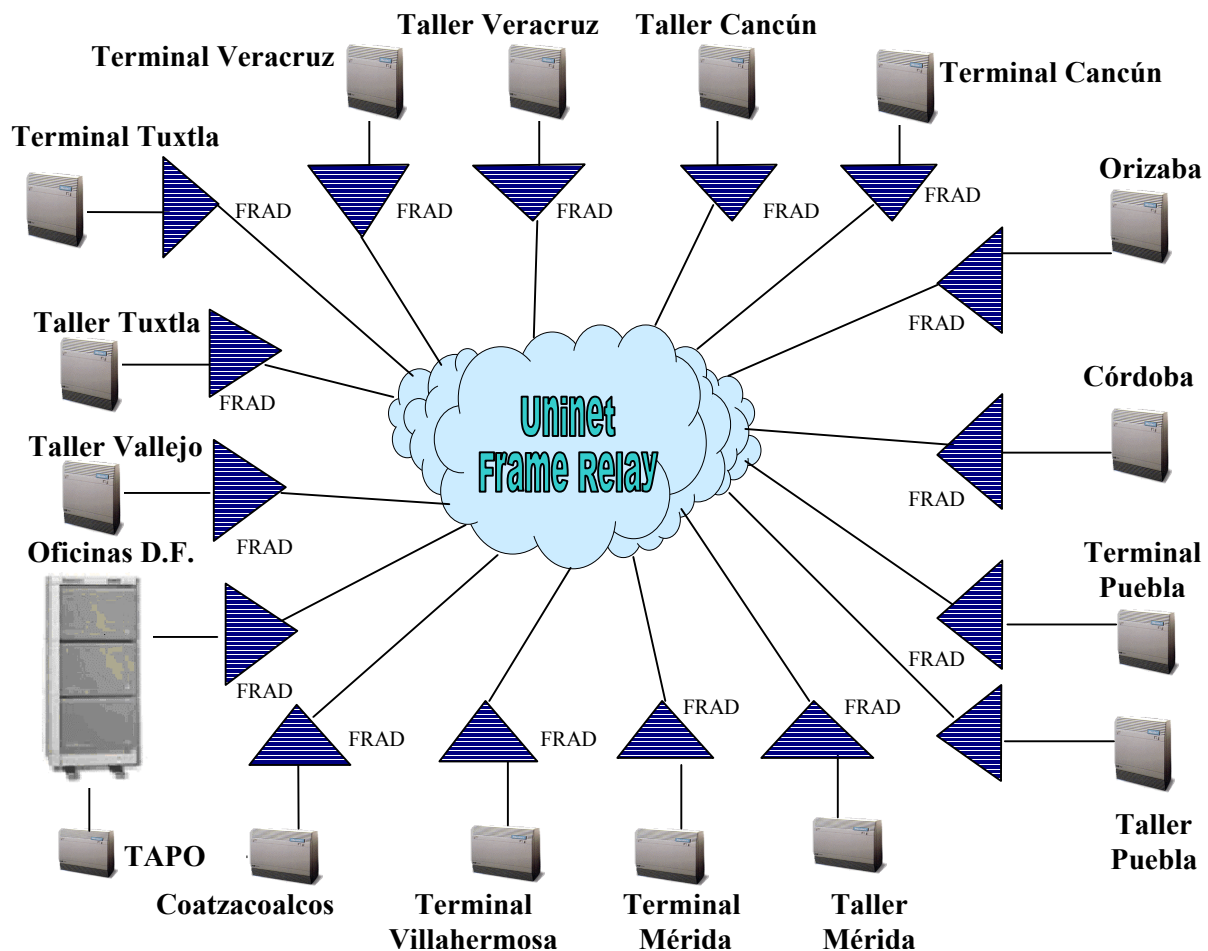 Taller Veracruz
Taller Cancún
Terminal Veracruz
Terminal Cancún
Terminal Tuxtla
Orizaba
FRAD
FRAD
FRAD
FRAD
FRAD
Taller Tuxtla
FRAD
FRAD
Córdoba
Uninet
Frame Relay
Taller Vallejo
FRAD
FRAD
Oficinas D.F.
Terminal
Puebla
FRAD
FRAD
FRAD
FRAD
FRAD
FRAD
TAPO
Taller
Puebla
Coatzacoalcos
Terminal
Villahermosa
Terminal
Mérida
Taller
Mérida